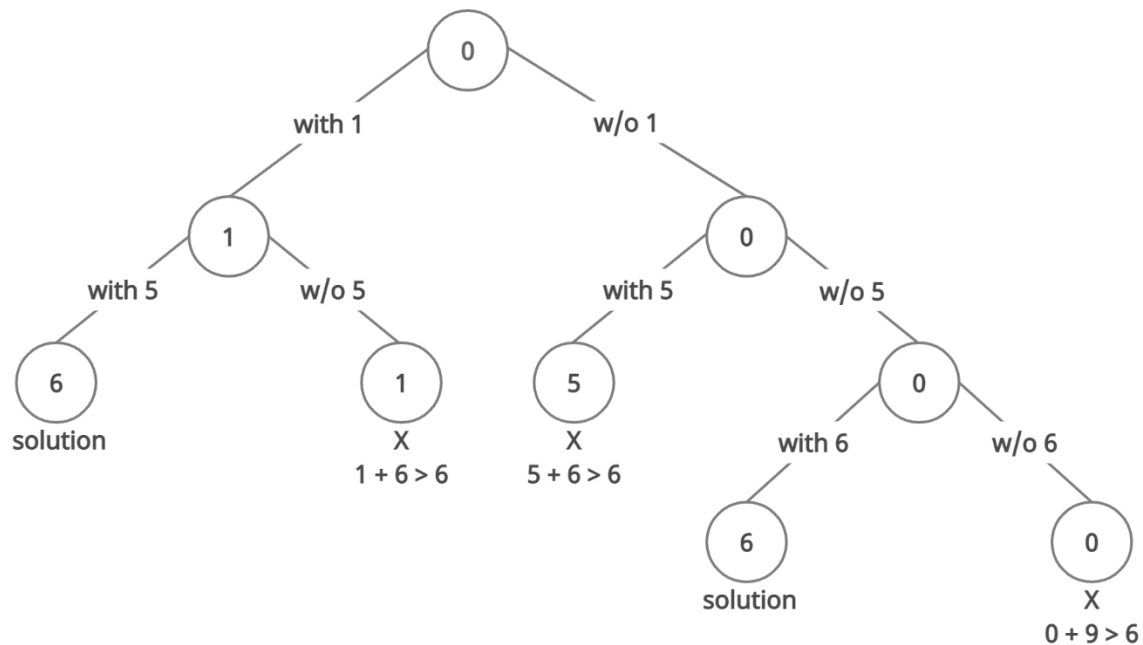 0
with 1
w/o 1
1
0
with 5
w/o 5
with 5
w/o 5
6
1
5
0
solution
X
X
with 6
w/o 6
1 + 6 > 6
5 + 6 > 6
6
0
solution
X
0 + 9 > 6